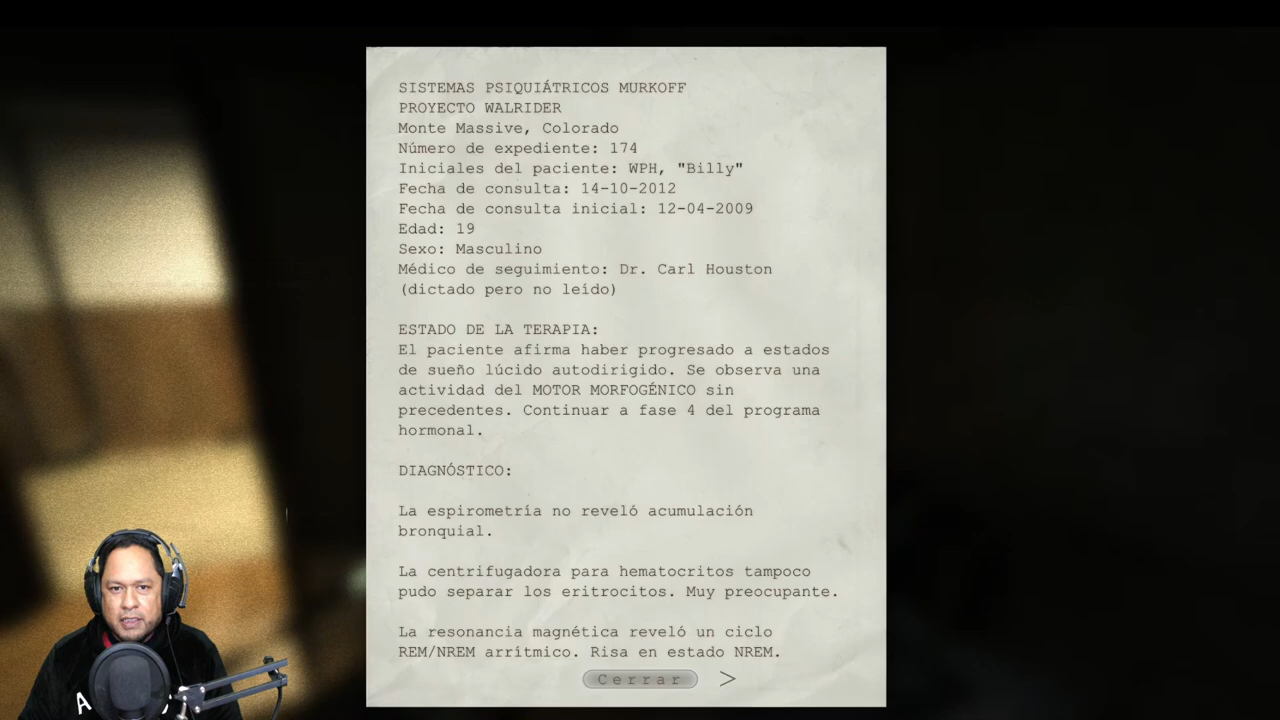 SISTEMAS PSIQUIÁTRICOS MURKOFF
PROYECTO WALRIDER
Monte Massive, Colorado
Número de expediente: 174
Iniciales del paciente: WPH, "Billy"
Fecha de consulta: 14-10-2012
Fecha de consulta inicial: 12-04-2009
Edad: 19
Sexo: Masculino
Médico de seguimiento: Dr. Carl Houston
(dictado pero no leído)
ESTADO DE LA TERAPIA:
El paciente afirma haber progresado a estados
de sueño lúcido autodirigido. Se observa una
actividad del MOTOR MORFOGÉNICO sin
precedentes. Continuar a fase 4 del programa
hormonal.
DIAGNÓSTICO:
La espirometría no reveló acumulación
bronquial.
La centrifugadora para hematocritos tampoco
pudo separar los eritrocitos. Muy preocupante.
La resonancia magnética reveló un ciclo
REM/NREM arrítmico. Risa en estado NREM.
Cerrar >